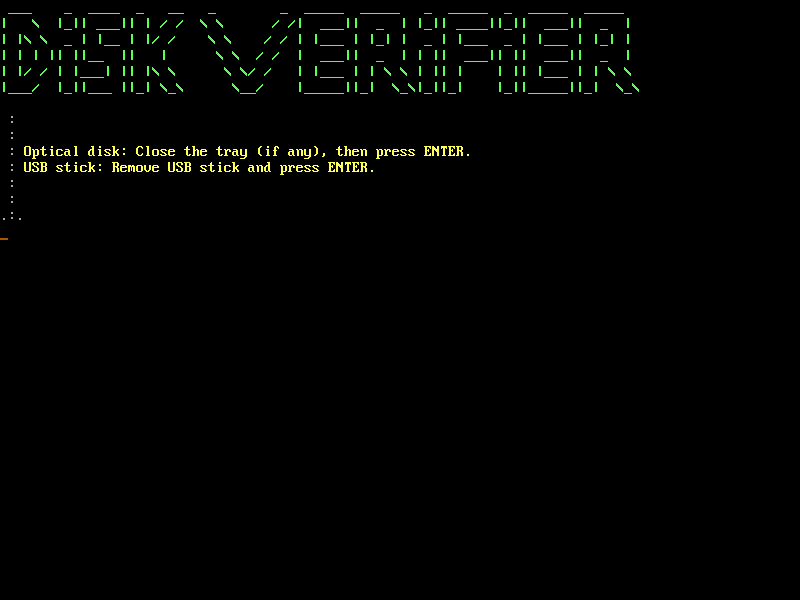 DiSK VERiFiER
Optical disk: Close the tray (if any), then press ENTER.
USB stick: Remove USB stick and press ENTER.